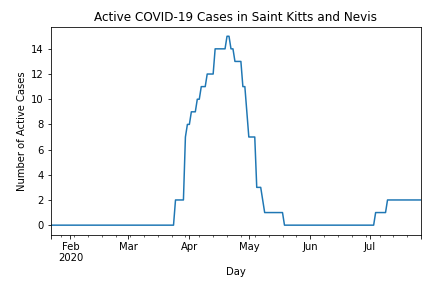 Active COVID-19 Cases in Saint Kitts and Nevis
Number of Active Cases
14
12
10
8
6
4
2
0
Feb Mar Apr May Jun Jul
2020
Day